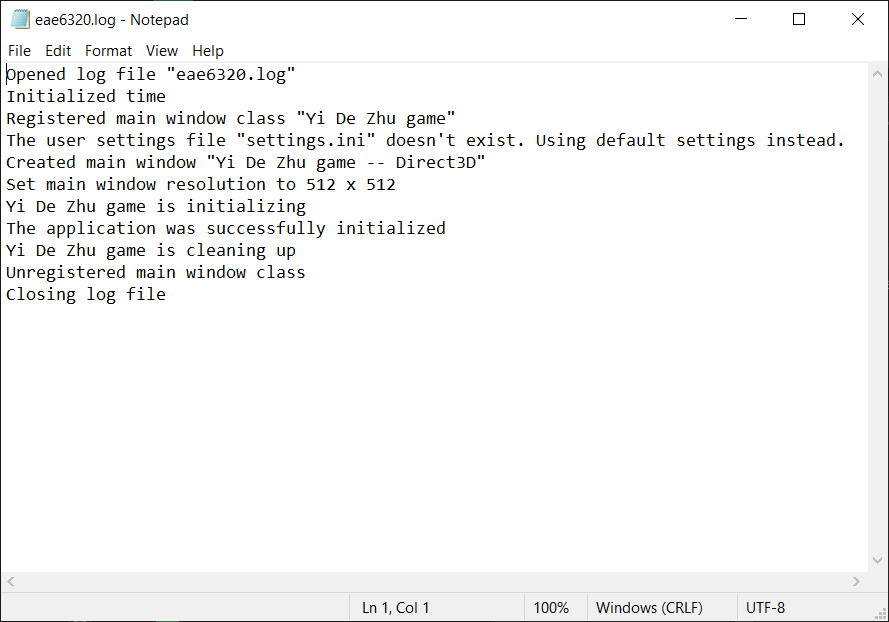 eae6320.log - Notepad
File Edit Format View Help
Opened log file "eae6320.log"
Initialized time
Registered main window class "Yi De Zhu game"
The user settings file "settings.ini" doesn't exist. Using default settings instead.
Created main window "Yi De Zhu game -- Direct3D"
Set main window resolution to 512 x 512
Yi De Zhu game is initializing
The application was successfully initialized
Yi De Zhu game is cleaning up
Unregistered main window class
Closing log file
Ln 1, Col 1 100% Windows (CRLF) UTF-8